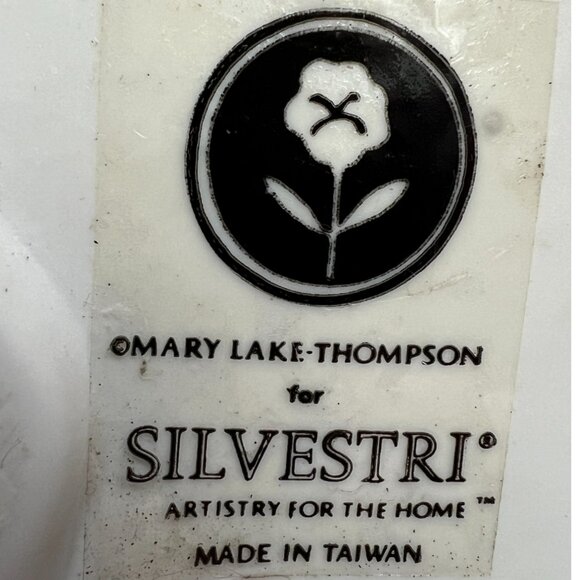 ©MARY LAKE-THOMPSON
for
SILVESTRI®
ARTISTRY FOR THE HOME™
MADE IN TAIWAN